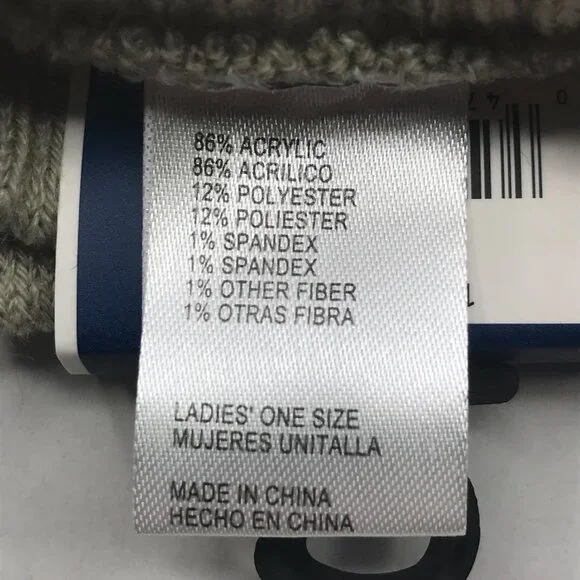 86% ACRYLIC
86% ACRILICO
12% POLYESTER
12% POLIESTER
1% SPANDEX
1% SPANDEX
1% OTHER FIBER
1% OTRAS FIBRA
LADIES' ONE SIZE
MUJERES UNITALLA
MADE IN CHINA
HECHO EN CHINA